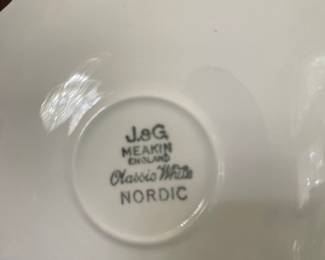 J.&G.
MEAKIN
ENGLAND
Classic White
NORDIC